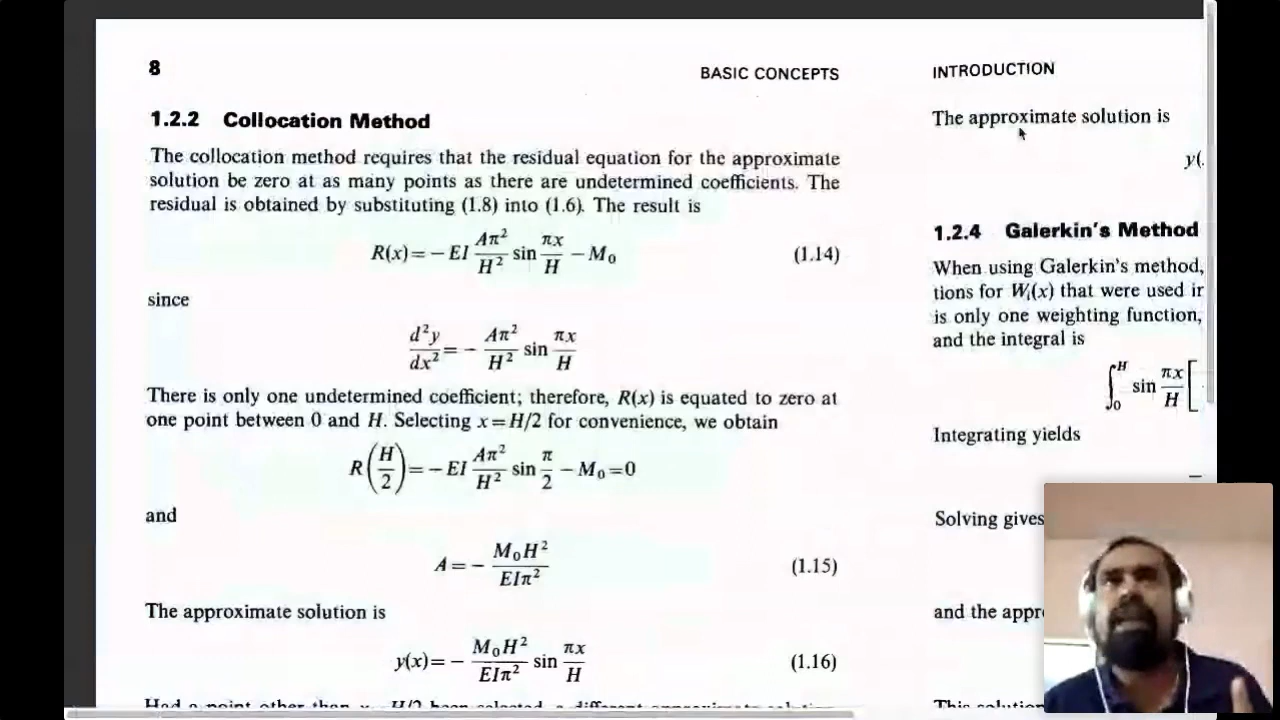 8
BASIC CONCEPTS
1.2.2 Collocation Method
The collocation method requires that the residual equation for the approximate
solution be zero at as many points as there are undetermined coefficients. The
residual is obtained by substituting (1.8) into (1.6). The result is
R(x)=−EI Aπ²/H² sin πx/H −M₀ (1.14)
since
d²y/dx² = − Aπ²/H² sin πx/H
There is only one undetermined coefficient; therefore, R(x) is equated to zero at
one point between 0 and H. Selecting x=H/2 for convenience, we obtain
R(H/2)=−EI Aπ²/H² sin π/2 −M₀=0
and
A=− M₀H²/EIπ² (1.15)
The approximate solution is
y(x)=− M₀H²/EIπ² sin πx/H (1.16)
INTRODUCTION
The approximate solution is
y(
1.2.4 Galerkin's Method
When using Galerkin's method,
tions for Wᵢ(x) that were used in
is only one weighting function,
and the integral is
∫₀ᴴ sin πx/H [
Integrating yields
−
Solving gives
and the appr
This solution